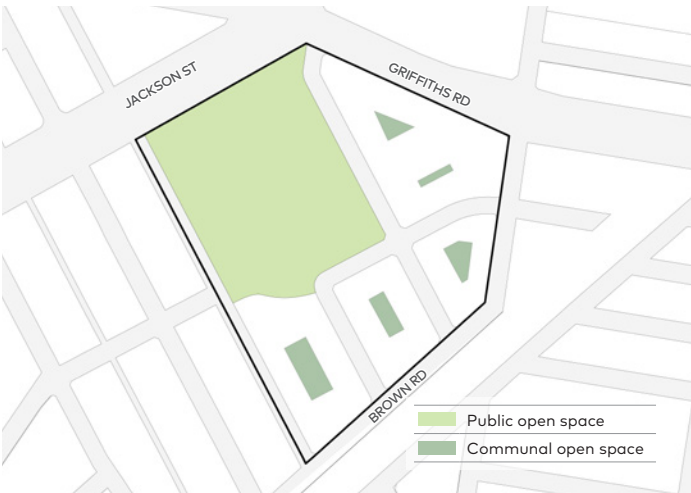 JACKSON ST
GRIFFITHS RD
BROWN RD
Public open space
Communal open space